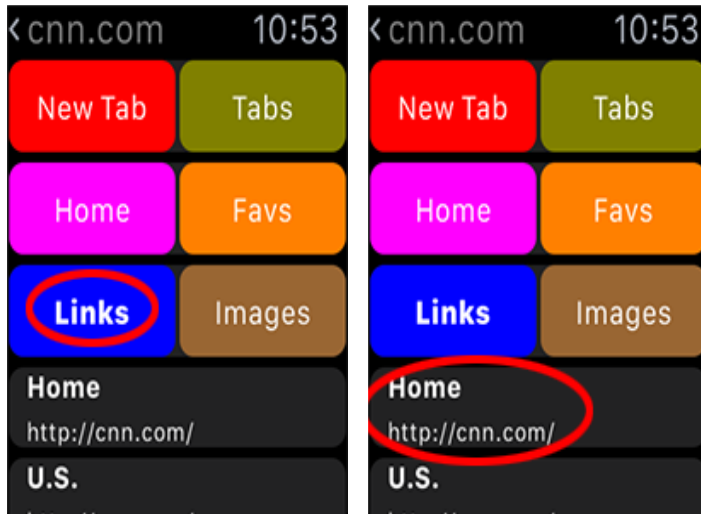 <cnn.com 10:53
New Tab Tabs
Home Favs
Links Images
Home
http://cnn.com/
U.S.
<cnn.com 10:53
New Tab Tabs
Home Favs
Links Images
Home
http://cnn.com/
U.S.